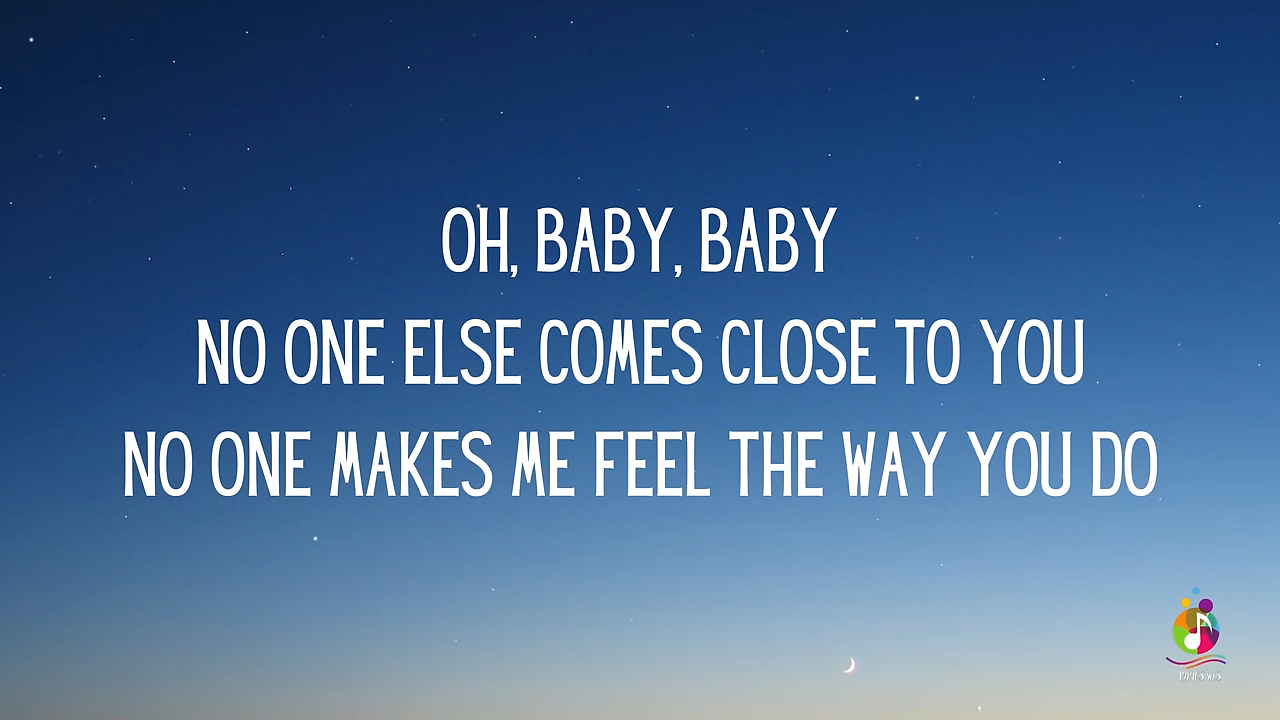 OH, BABY, BABY
NO ONE ELSE COMES CLOSE TO YOU
NO ONE MAKES ME FEEL THE WAY YOU DO